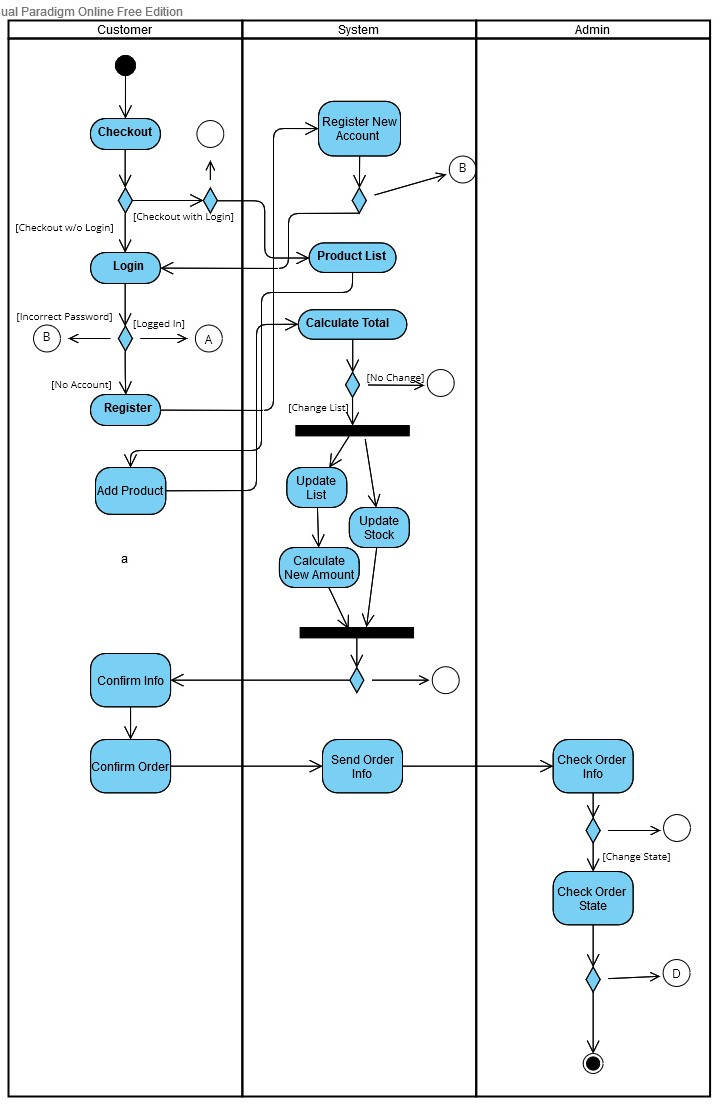 ual Paradigm Online Free Edition
Customer
System
Admin
Checkout
Register New
Account
B
[Checkout with Login]
[Checkout w/o Login]
Login
Product List
[Incorrect Password]
[Logged In]
B
A
Calculate Total
[No Account]
[No Change]
Register
[Change List]
Add Product
Update
List
Update
Stock
a
Calculate
New Amount
Confirm Info
Confirm Order
Send Order
Info
Check Order
Info
[Change State]
Check Order
State
D